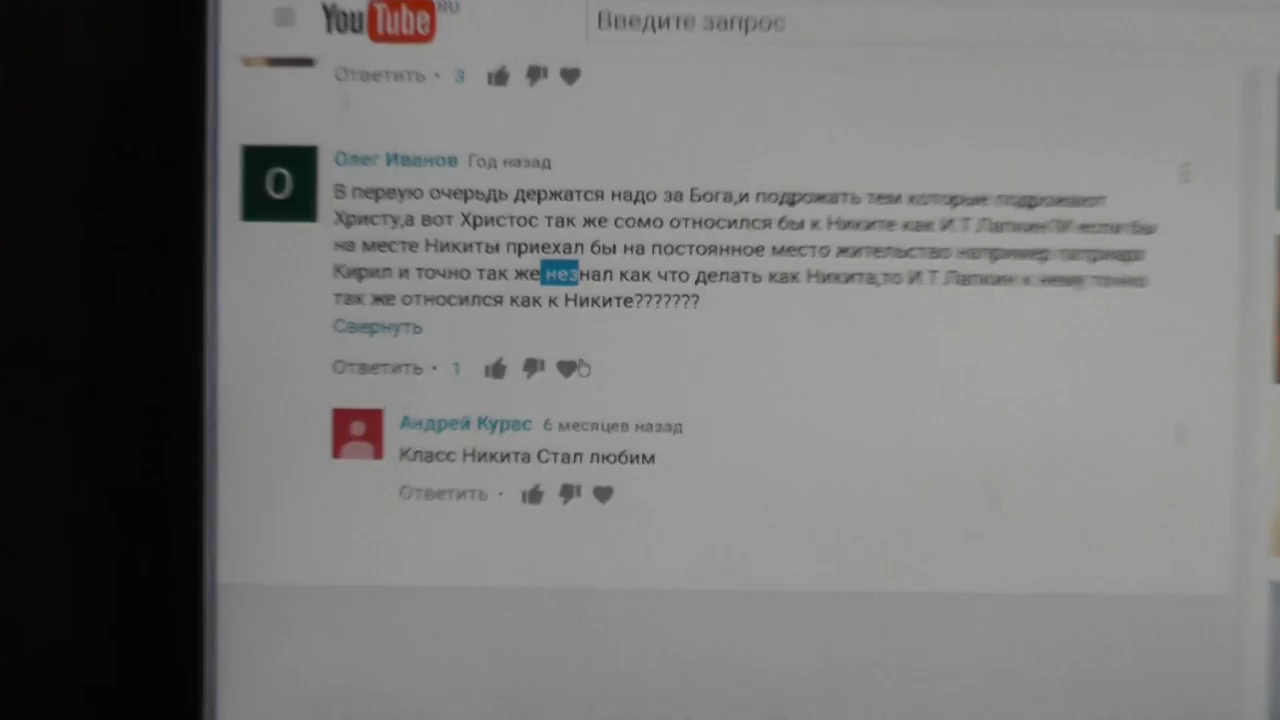 YouTube RU
Введите запрос
Ответить · 3
O
Олег Иванов Год назад
В первую очерьдь держатся надо за Бога,и подрожать тем которые подрожают
Христу,а вот Христос так же сомо относился бы к Никите как И.Т.Лапкин если бы
на месте Никиты приехал бы на постоянное место жительство например патриарх
Кирил и точно так же незнал как что делать как Никита,то И.Т.Лапкин к нему точно
так же относился как к Никите???????
Свернуть
Ответить · 1
Андрей Курас 6 месяцев назад
Класс Никита Стал любим
Ответить ·